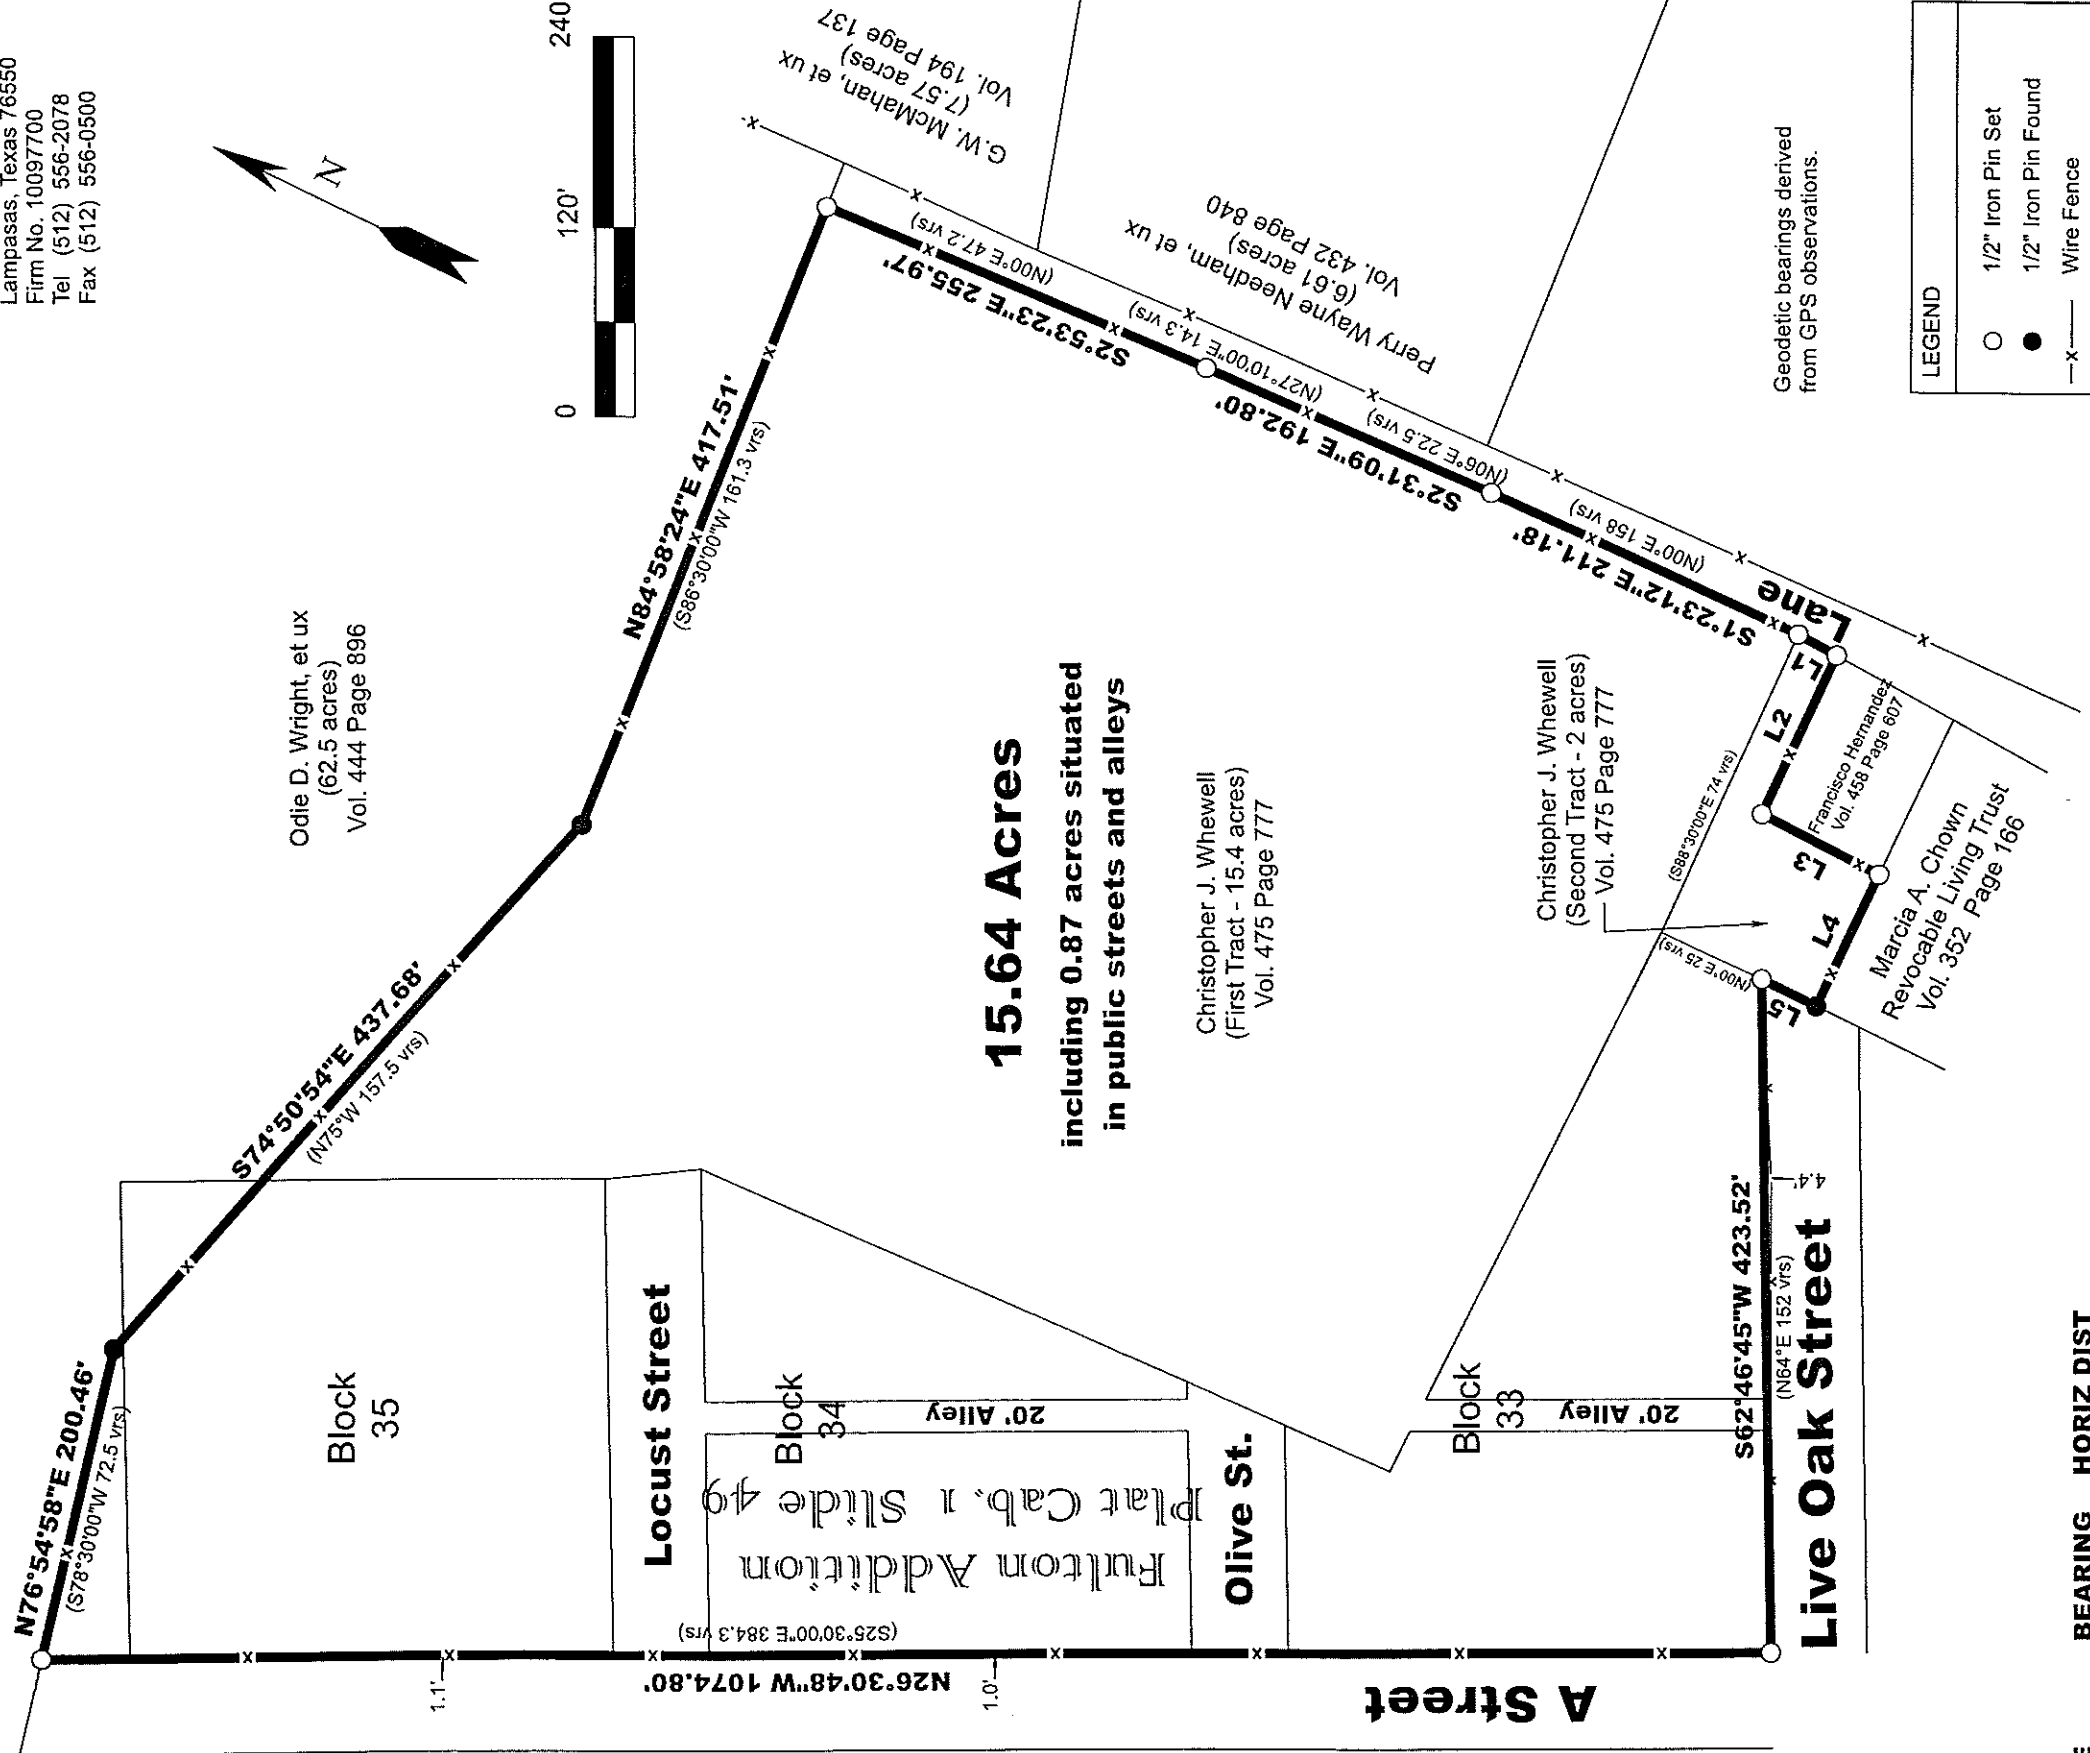 Lampasas, Texas 76550
Firm No. 10097700
Tel (512) 556-2078
Fax (512) 556-0500
N
0
120'
240
G.W. McMahan, et ux
(7.57 acres)
Vol. 194 Page 137
Odie D. Wright, et ux
(62.5 acres)
Vol. 444 Page 896
N76°54'58"E 200.46'
(S78°30'00"W 72.5 vrs)
S74°50'54"E 437.68'
(N75°W 157.5 vrs)
N84°58'24"E 417.51'
(S86°30'00"W 161.3 vrs)
S2°53'23"E 255.97'
(N00°E 47.2 vrs)
(N27°10'00"E 14.3 vrs)
Perry Wayne Needham, et ux
(6.61 acres)
Vol. 432 Page 840
S2°31'09"E 192.80'
(N06°E 22.5 vrs)
S1°23'12"E 211.18'
(N00°E 158 vrs)
Lane
15.64 Acres
including 0.87 acres situated
in public streets and alleys
Christopher J. Whewell
(First Tract - 15.4 acres)
Vol. 475 Page 777
Christopher J. Whewell
(Second Tract - 2 acres)
Vol. 475 Page 777
(S88°30'00"E 74 vrs)
(N00°E 25 vrs)
L1
L2
L3
L4
L5
Francisco Hernandez
Vol. 458 Page 607
Marcia A. Chown
Revocable Living Trust
Vol. 352 Page 166
Block
35
Locust Street
Block
34
20' Alley
Fulton Addition
Plat Cab. 1 Slide 49
Olive St.
Block
33
20' Alley
S62°46'45"W 423.52'
(N64°E 152 vrs)
4.4'
Live Oak Street
(S25°30'00"E 384.3 vrs)
N26°30'48"W 1074.80'
1.1'
1.0'
A Street
Geodetic bearings derived
from GPS observations.
LEGEND
1/2" Iron Pin Set
1/2" Iron Pin Found
—x— Wire Fence
BEARING HORIZ DIST